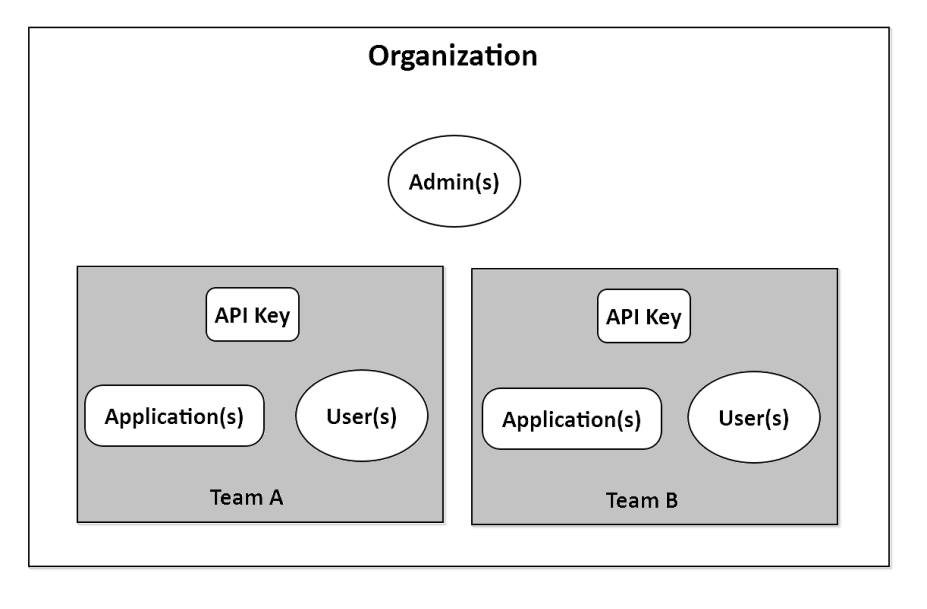 Organization
Admin(s)
API Key
Application(s)
User(s)
Team A
API Key
Application(s)
User(s)
Team B